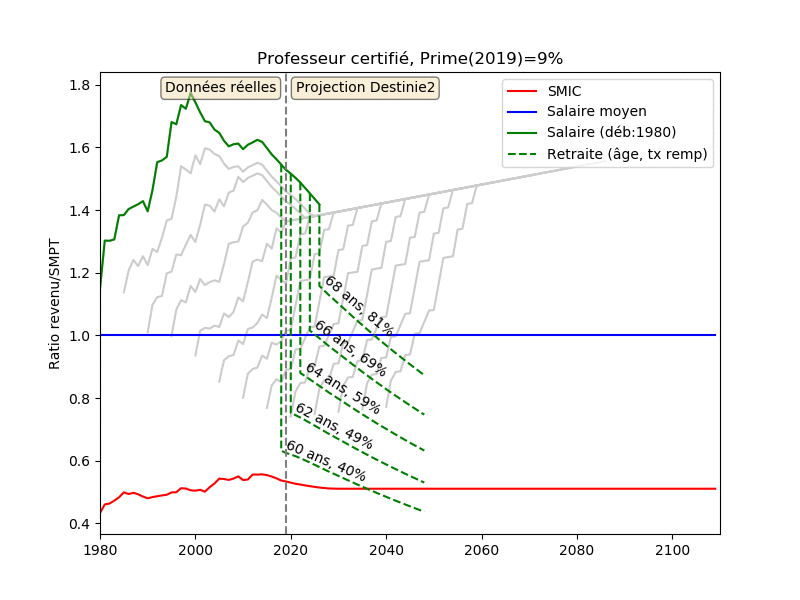 Professeur certifié, Prime(2019)=9%
Données réelles
Projection Destinie2
SMIC
Salaire moyen
Salaire (déb:1980)
Retraite (âge, tx remp)
Ratio revenu/SMPT
1.8
1.6
1.4
1.2
1.0
0.8
0.6
0.4
68 ans, 81%
66 ans, 69%
64 ans, 59%
62 ans, 49%
60 ans, 40%
1980 2000 2020 2040 2060 2080 2100